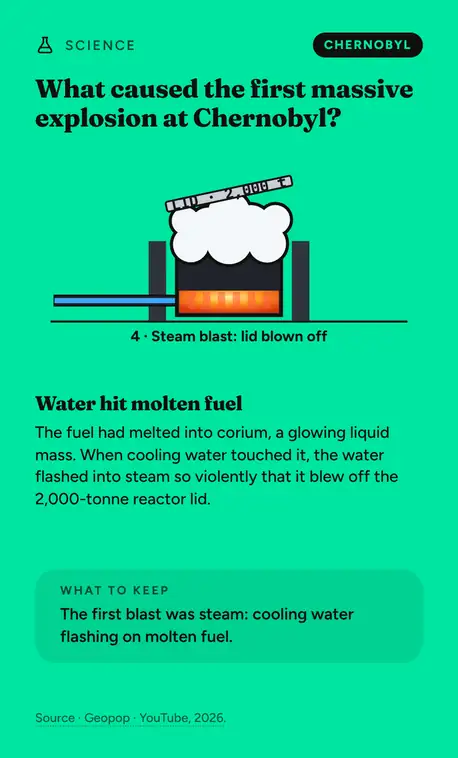 SCIENCE
CHERNOBYL
What caused the first massive
explosion at Chernobyl?
LID · 2,000 t
4 · Steam blast: lid blown off
Water hit molten fuel
The fuel had melted into corium, a glowing liquid
mass. When cooling water touched it, the water
flashed into steam so violently that it blew off the
2,000-tonne reactor lid.
WHAT TO KEEP
The first blast was steam: cooling water
flashing on molten fuel.
Source · Geopop · YouTube, 2026.